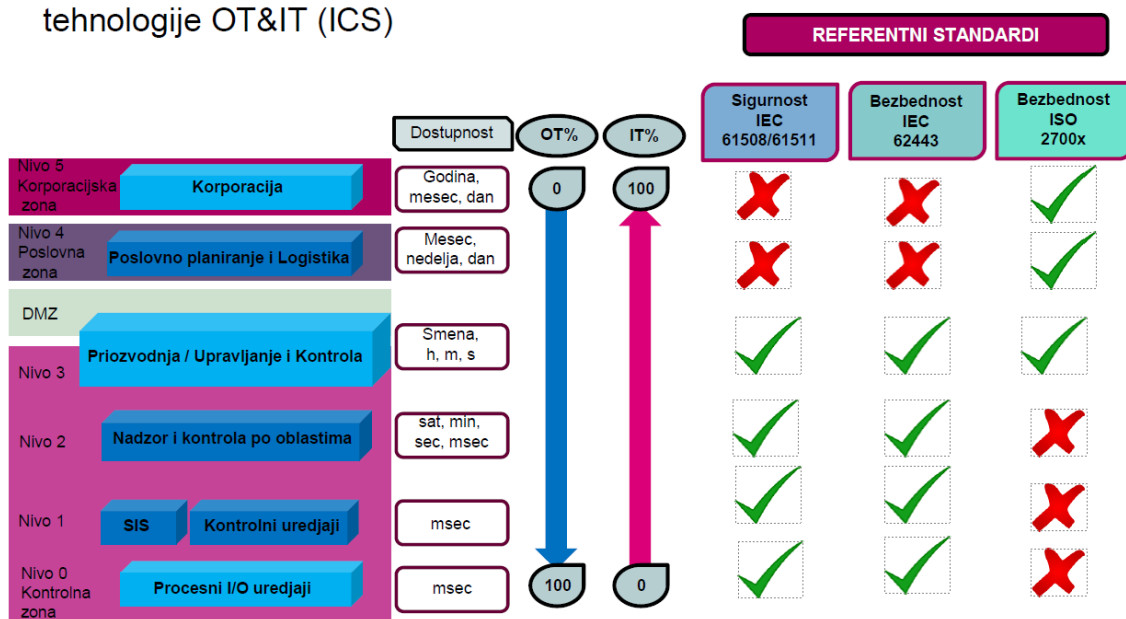 tehnologije OT&IT (ICS)
REFERENTNI STANDARDI
Sigurnost
IEC
61508/61511
Bezbednost
IEC
62443
Bezbednost
ISO
2700x
Dostupnost
OT%
IT%
Nivo 5
Korporacijska
zona
Korporacija
Godina,
mesec, dan
0
100
Nivo 4
Poslovna
zona
Poslovno planiranje i Logistika
Mesec,
nedelja, dan
DMZ
Nivo 3
Priozvodnja / Upravljanje i Kontrola
Smena,
h, m, s
Nivo 2
Nadzor i kontrola po oblastima
sat, min,
sec, msec
Nivo 1
SIS
Kontrolni uredjaji
msec
Nivo 0
Kontrolna
zona
Procesni I/O uredjaji
msec
100
0